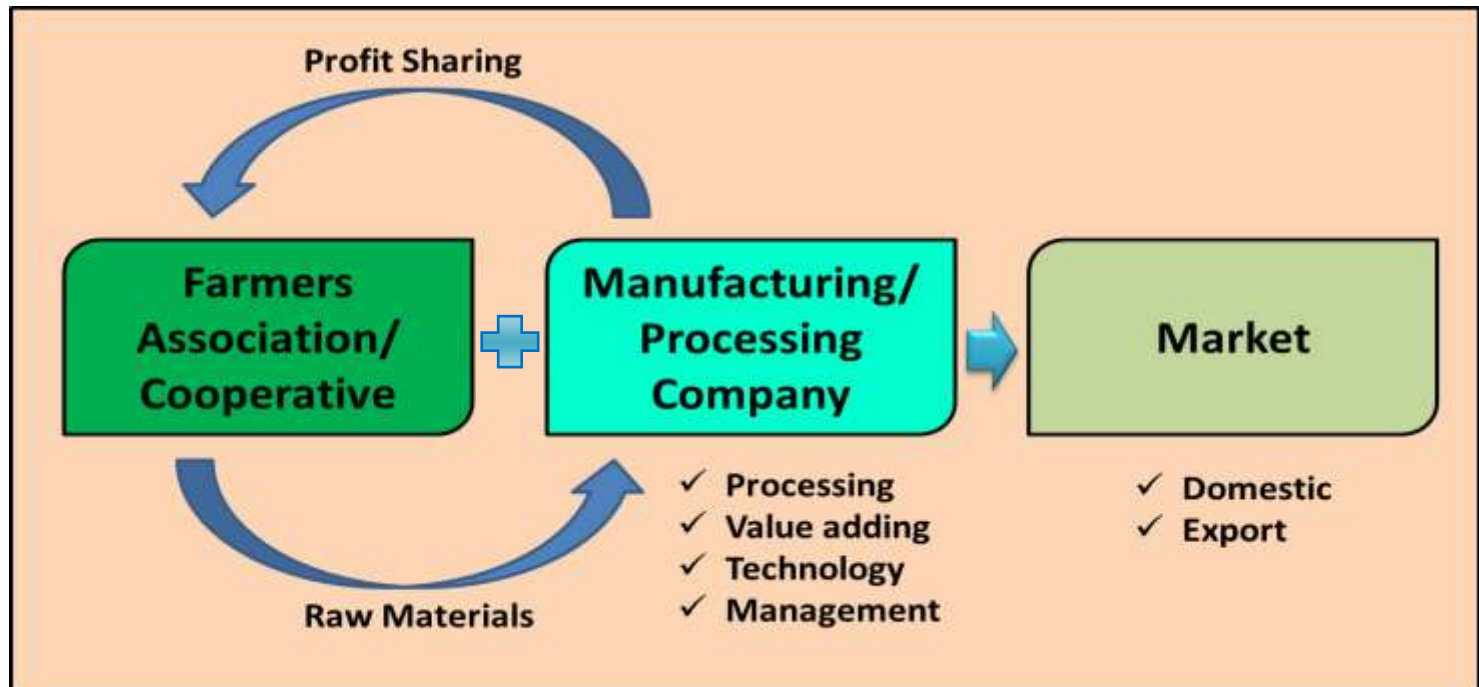 Profit Sharing
Farmers
Association/
Cooperative
Manufacturing/
Processing
Company
Market
✓ Processing
✓ Value adding
✓ Technology
✓ Management
✓ Domestic
✓ Export
Raw Materials